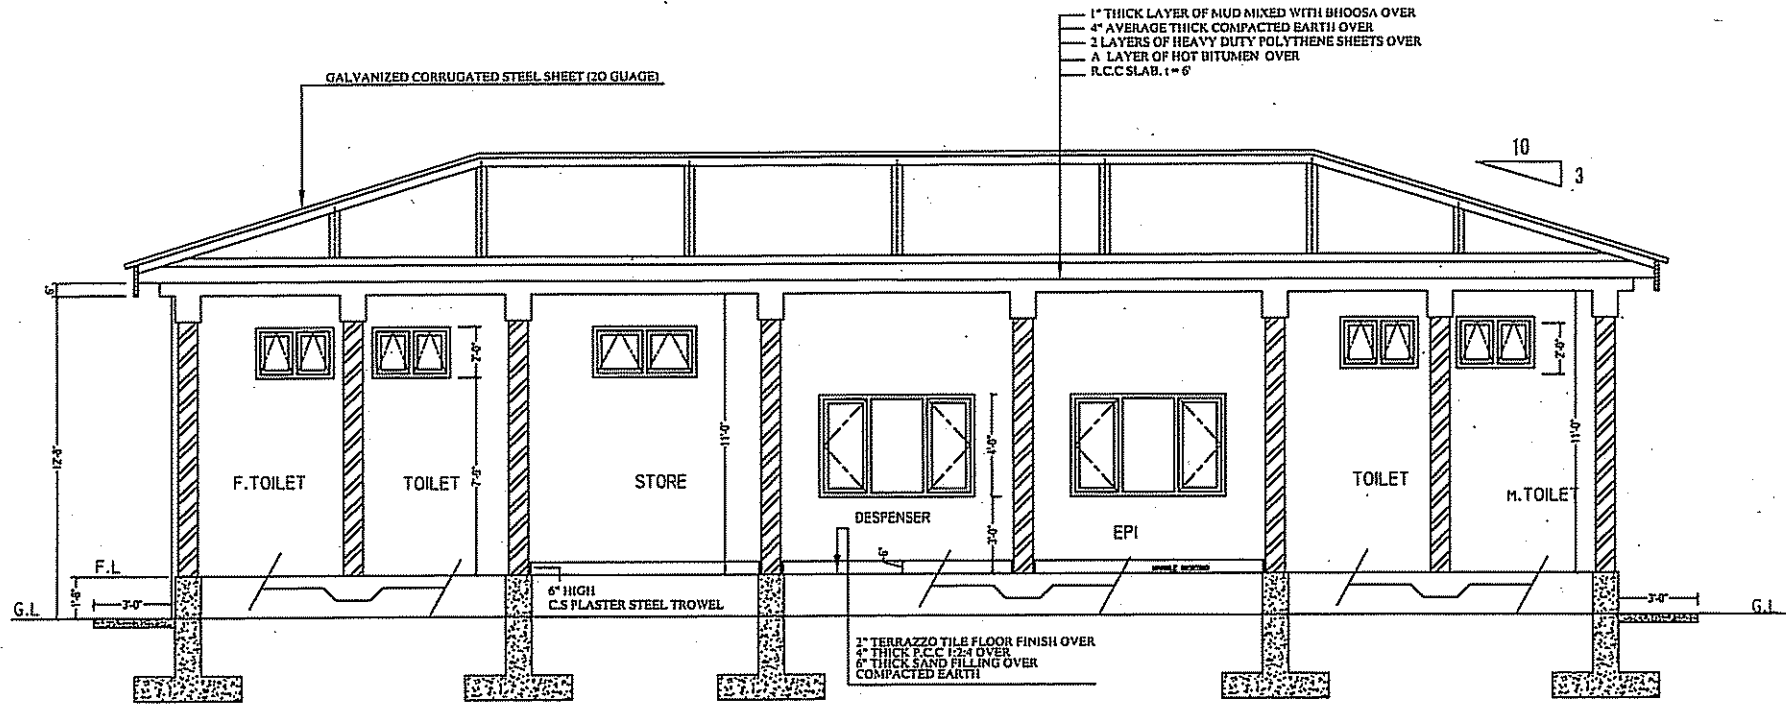 1" THICK LAYER OF MUD MIXED WITH BHOOSA OVER
4" AVERAGE THICK COMPACTED EARTH OVER
2 LAYERS OF HEAVY DUTY POLYTHENE SHEETS OVER
A LAYER OF HOT BITUMEN OVER
R.C.C SLAB. t= 6"
GALVANIZED CORRUGATED STEEL SHEET (20 GUAGE)
10
3
6"
2'-0"
2'-0"
12'-8"
11'-0"
4'-0"
11'-0"
F.TOILET
TOILET
7'-0"
STORE
TOILET
M.TOILET
DESPENSER
EPI
3'-0"
6"
F.L
1'-8"
3'-0"
G.L
6" HIGH
C.S PLASTER STEEL TROWEL
3'-0"
G.L
TERRAZZO TILE FLOOR FINISH OVER
4" THICK P.C.C 1:2:4 OVER
6" THICK SAND FILLING OVER
COMPACTED EARTH